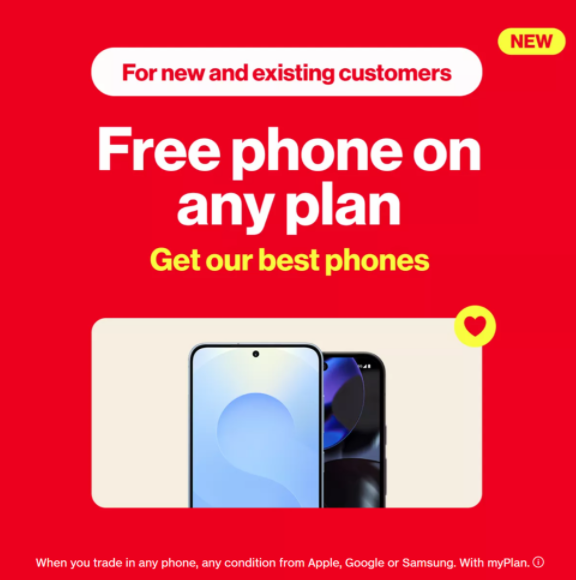 NEW
For new and existing customers
Free phone on
any plan
Get our best phones
When you trade in any phone, any condition from Apple, Google or Samsung. With myPlan. ⓘ